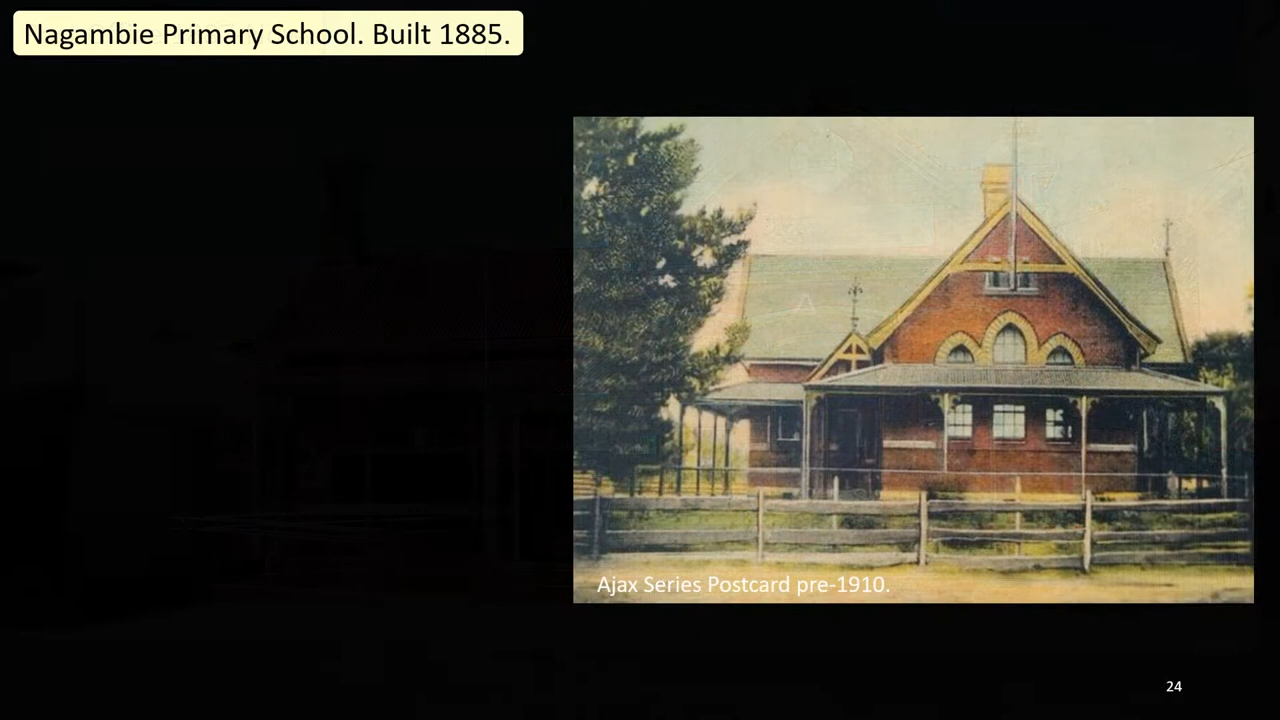 Nagambie Primary School. Built 1885.
Ajax Series Postcard pre-1910.
24